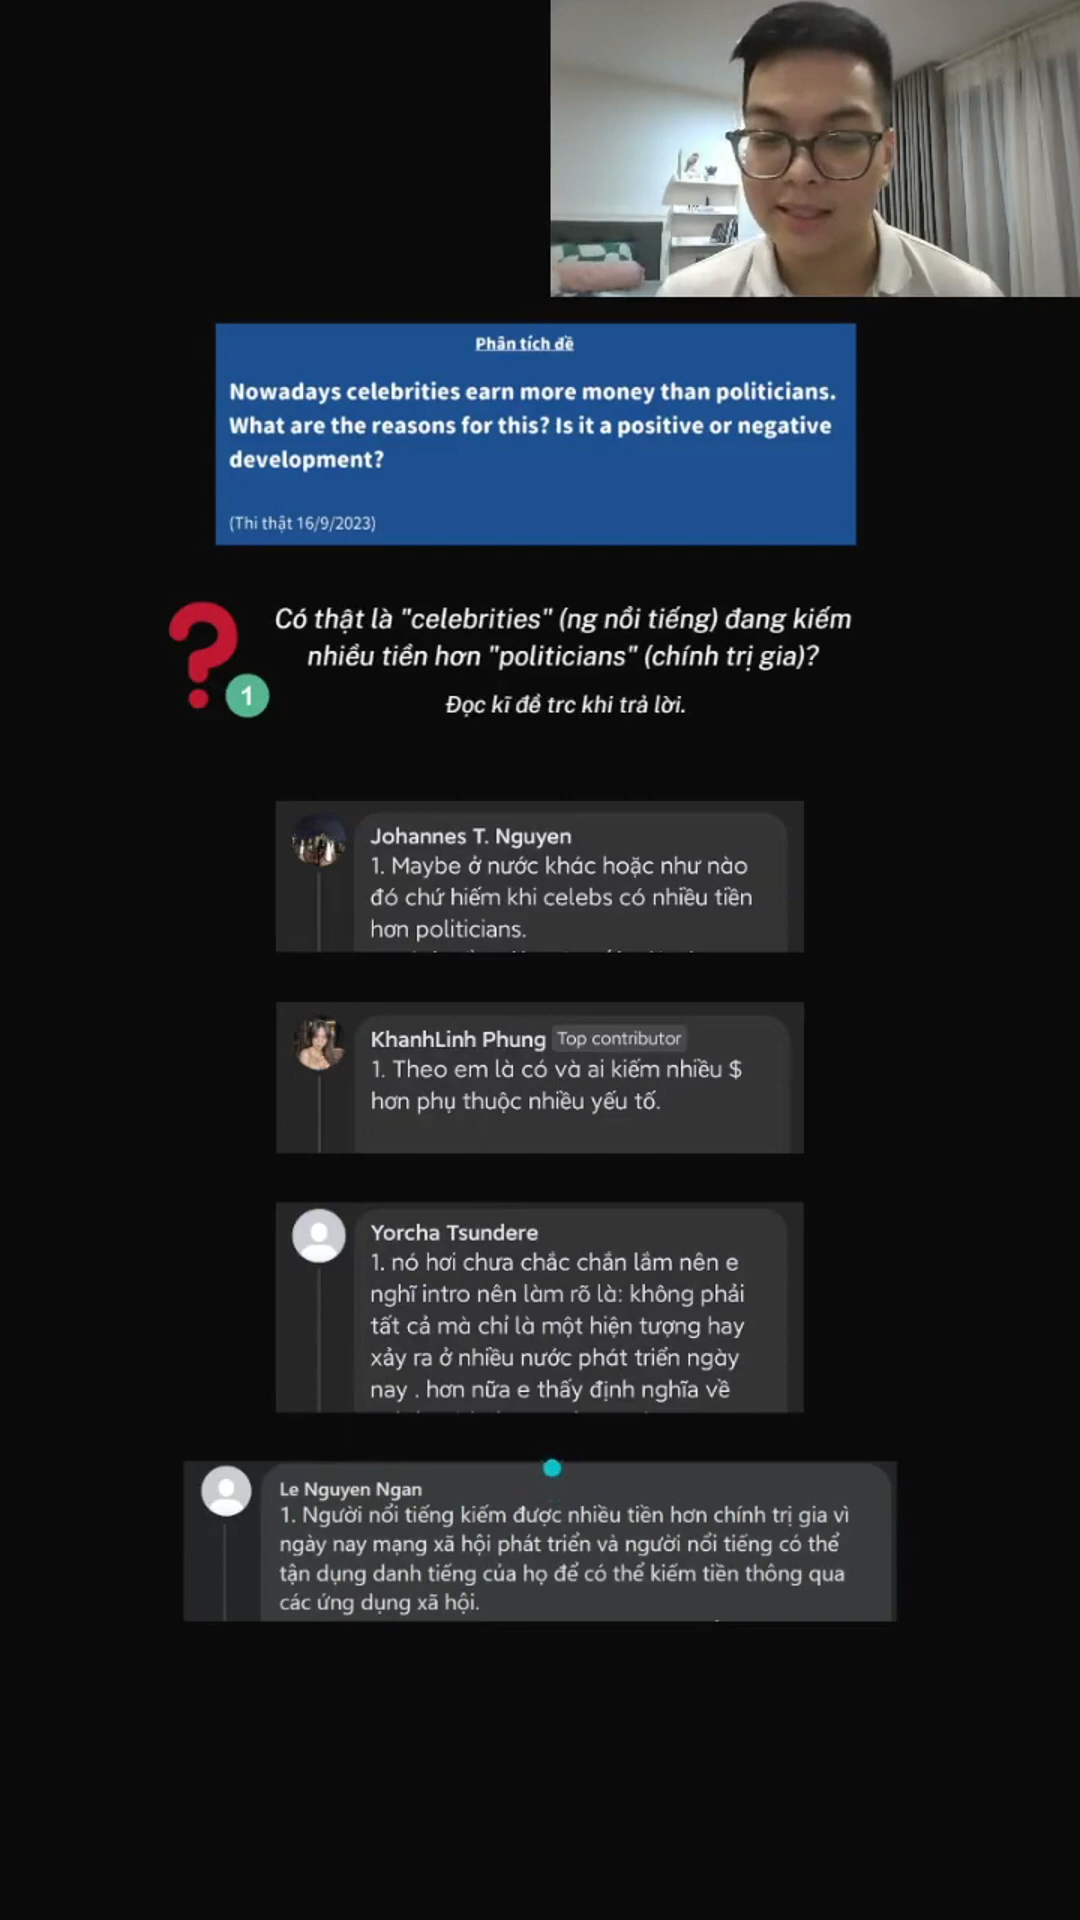 Phân tích đề
Nowadays celebrities earn more money than politicians.
What are the reasons for this? Is it a positive or negative
development?
(Thi thật 16/9/2023)
Có thật là "celebrities" (ng nổi tiếng) đang kiếm
nhiều tiền hơn "politicians" (chính trị gia)?
1
Đọc kĩ đề trc khi trả lời.
Johannes T. Nguyen
1. Maybe ở nước khác hoặc như nào
đó chứ hiếm khi celebs có nhiều tiền
hơn politicians.
KhanhLinh Phung Top contributor
1. Theo em là có và ai kiếm nhiều $
hơn phụ thuộc nhiều yếu tố.
Yorcha Tsundere
1. nó hơi chưa chắc chắn lắm nên e
nghĩ intro nên làm rõ là: không phải
tất cả mà chỉ là một hiện tượng hay
xảy ra ở nhiều nước phát triển ngày
nay . hơn nữa e thấy định nghĩa về
Le Nguyen Ngan
1. Người nổi tiếng kiếm được nhiều tiền hơn chính trị gia vì
ngày nay mạng xã hội phát triển và người nổi tiếng có thể
tận dụng danh tiếng của họ để có thể kiếm tiền thông qua
các ứng dụng xã hội.